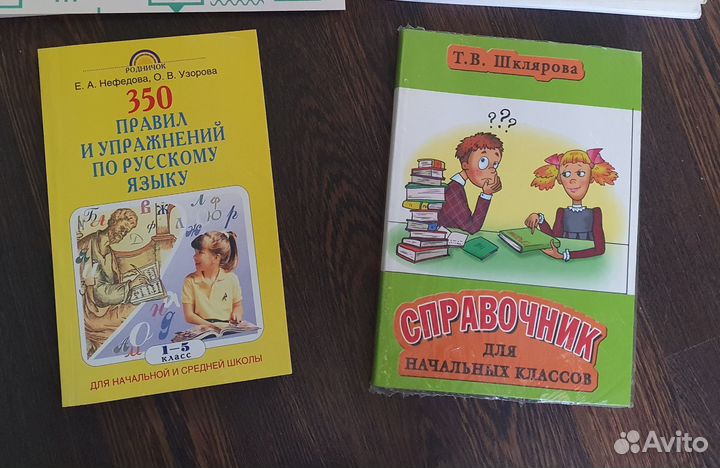 РОДНИЧОК
Е. А. Нефедова, О. В. Узорова
350
ПРАВИЛ
И УПРАЖНЕНИЙ
ПО РУССКОМУ
ЯЗЫКУ
1—5
КЛАСС
ДЛЯ НАЧАЛЬНОЙ И СРЕДНЕЙ ШКОЛЫ
Т.В. Шклярова
???
СПРАВОЧНИК
ДЛЯ
НАЧАЛЬНЫХ КЛАССОВ
Avito